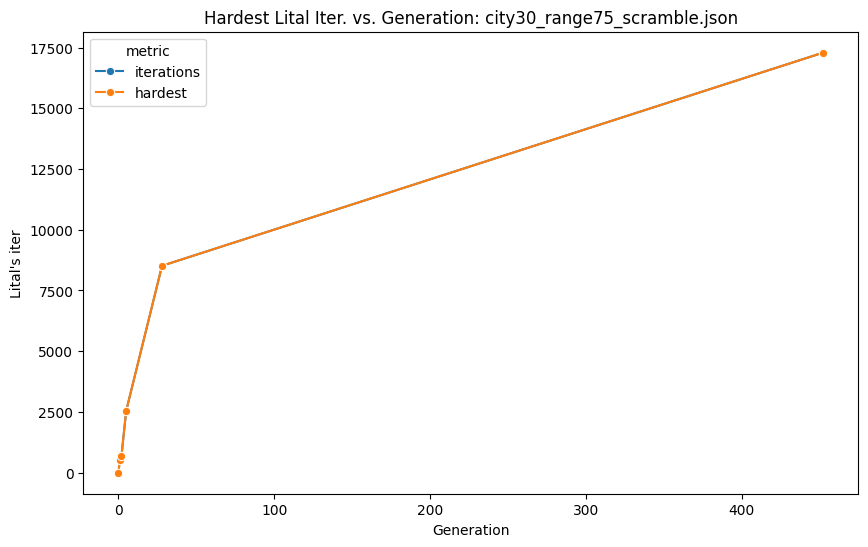 Hardest Lital Iter. vs. Generation: city30_range75_scramble.json
metric
iterations
hardest
17500
15000
12500
10000
7500
5000
2500
0
Lital's iter
0 100 200 300 400
Generation